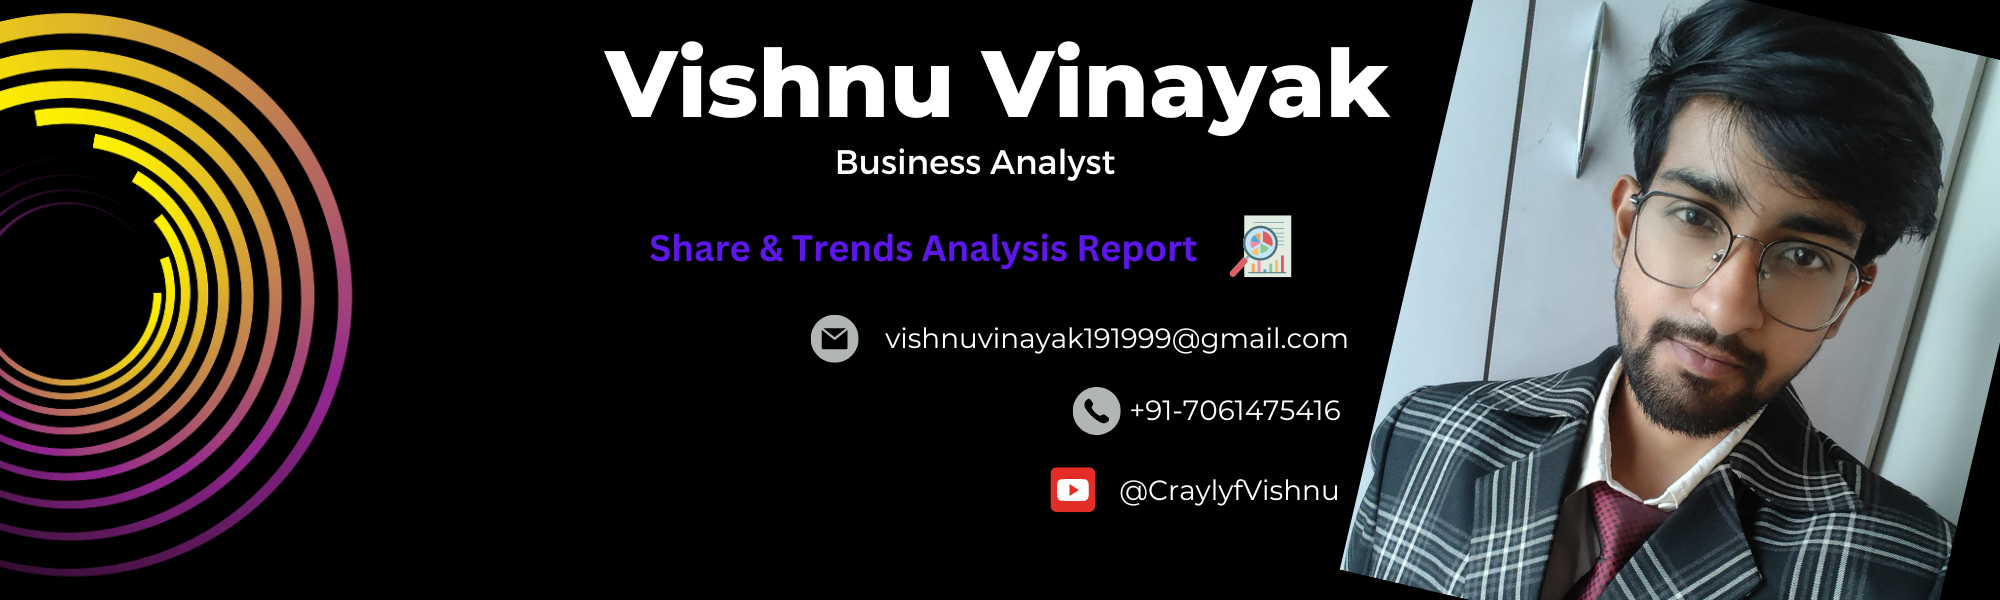 Vishnu Vinayak
Business Analyst
Share & Trends Analysis Report
vishnuvinayak191999@gmail.com
+91-7061475416
@CraylyfVishnu